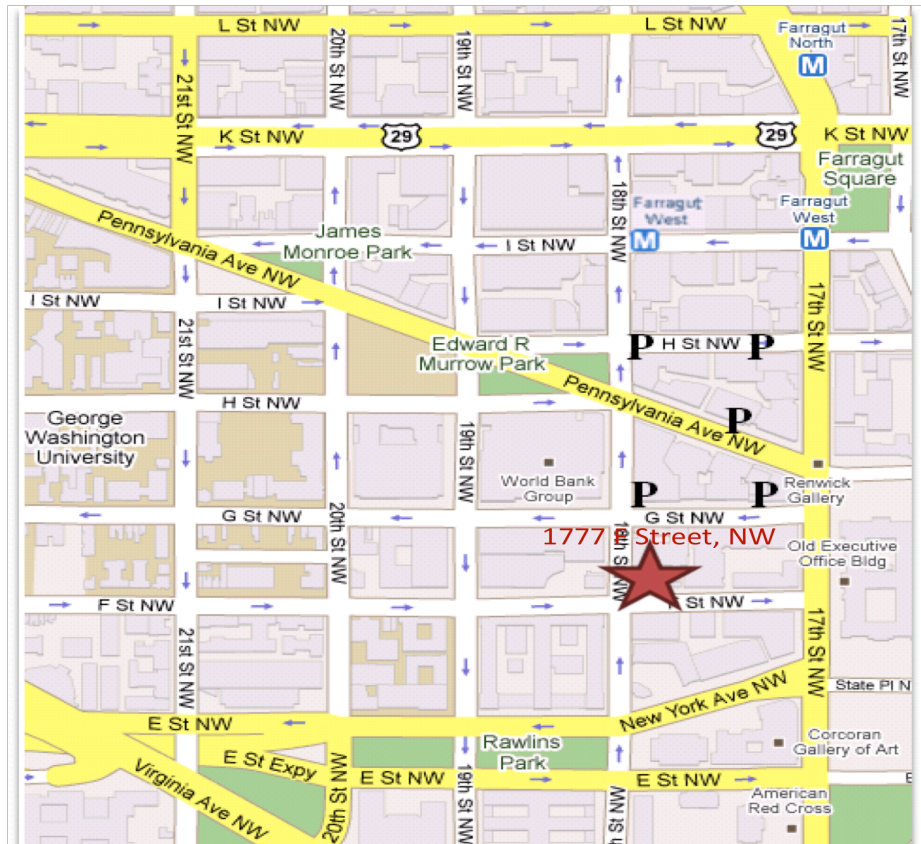 L St NW
L St NW
Farragut
North
M
17th St NW
20th St NW
19th St NW
21st St NW
K St NW
29
29
K St NW
Farragut
Square
18th St NW
Farragut
West
M
Farragut
West
M
Pennsylvania Ave NW
James
Monroe Park
I St NW
I St NW
I St NW
17th St NW
21st St NW
Edward R
Murrow Park
P
H St NW
P
Pennsylvania Ave NW
P
H St NW
George
Washington
University
19th St NW
World Bank
Group
P
P
Renwick
Gallery
G St NW
G St NW
20th St NW
1777 F Street, NW
18th St NW
Old Executive
Office Bldg
F St NW
St NW
21st St NW
17th St NW
State Pl N
New York Ave NW
E St NW
Rawlins
Park
Corcoran
Gallery of Art
E St Expy
Virginia Ave NW
20th St NW
E St NW
19th St NW
E St NW
American
Red Cross